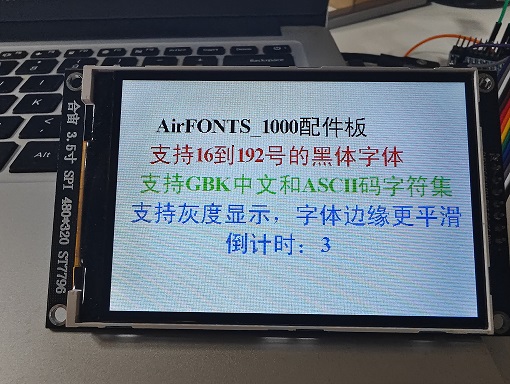 AirFONTS_1000配件板
支持16到192号的黑体字体
支持GBK中文和ASCII码字符集
支持灰度显示，字体边缘更平滑
倒计时：3
合宙 3.5寸 SPI 480*320 ST7796
Alt
Backspace